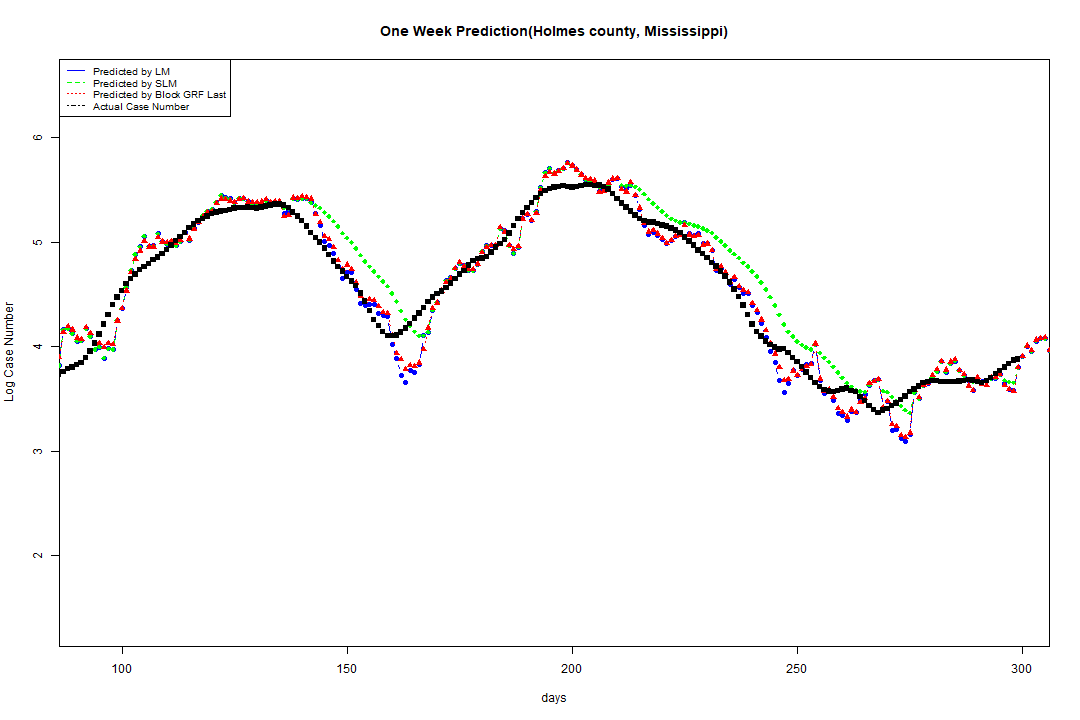 One Week Prediction(Holmes county, Mississippi)
Predicted by LM
Predicted by SLM
Predicted by Block GRF Last
Actual Case Number
6
5
4
3
2
Log Case Number
100 150 200 250 300
days